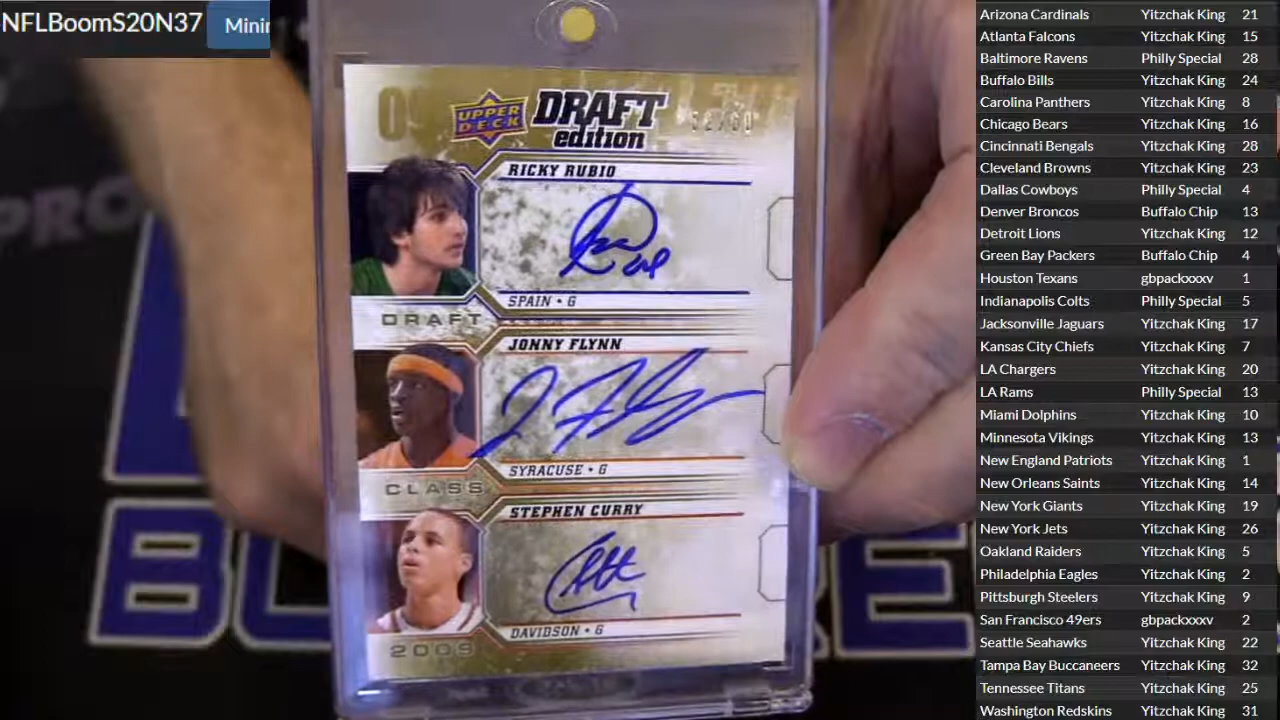 NFLBoomS20N37
Mini
PRO
09
UPPER DECK
DRAFT edition
RICKY RUBIO
SPAIN • G
DRAFT
JONNY FLYNN
SYRACUSE • G
CLASS
STEPHEN CURRY
DAVIDSON • G
2009
Arizona Cardinals Yitzchak King 21
Atlanta Falcons Yitzchak King 15
Baltimore Ravens Philly Special 28
Buffalo Bills Yitzchak King 24
Carolina Panthers Yitzchak King 8
Chicago Bears Yitzchak King 16
Cincinnati Bengals Yitzchak King 28
Cleveland Browns Yitzchak King 23
Dallas Cowboys Philly Special 4
Denver Broncos Buffalo Chip 13
Detroit Lions Yitzchak King 12
Green Bay Packers Buffalo Chip 4
Houston Texans gbpackxxxv 1
Indianapolis Colts Philly Special 5
Jacksonville Jaguars Yitzchak King 17
Kansas City Chiefs Yitzchak King 7
LA Chargers Yitzchak King 20
LA Rams Philly Special 13
Miami Dolphins Yitzchak King 10
Minnesota Vikings Yitzchak King 13
New England Patriots Yitzchak King 1
New Orleans Saints Yitzchak King 14
New York Giants Yitzchak King 19
New York Jets Yitzchak King 26
Oakland Raiders Yitzchak King 5
Philadelphia Eagles Yitzchak King 2
Pittsburgh Steelers Yitzchak King 9
San Francisco 49ers gbpackxxxv 2
Seattle Seahawks Yitzchak King 22
Tampa Bay Buccaneers Yitzchak King 32
Tennessee Titans Yitzchak King 25
Washington Redskins Yitzchak King 31